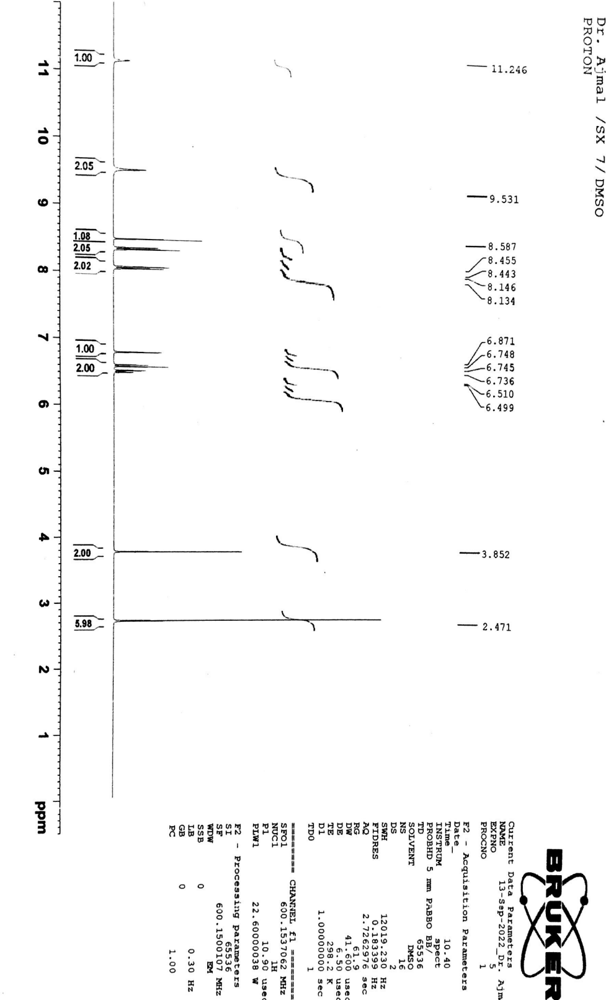 Dr. Ajmal /SX 7/ DMSO
PROTON
11.246
9.531
8.587
8.455
8.443
8.146
8.134
6.871
6.748
6.745
6.736
6.510
6.499
3.852
2.471
1.00
2.05
1.08
2.05
2.02
1.00
2.00
2.00
5.98
11 10 9 8 7 6 5 4 3 2 1 ppm
BRUKER
Current Data Parameters
NAME 13-Sep-2022_Dr. Ajm
EXPNO 5
PROCNO 1
F2 - Acquisition Parameters
Date_
Time 10.40
INSTRUM spect
PROBHD 5 mm PABBO BB/
TD 65536
SOLVENT DMSO
NS 16
DS 2
SWH 12019.230 Hz
FIDRES 0.183399 Hz
AQ 2.7262976 sec
RG 61.9
DW 41.600 usec
DE 6.50 usec
TE 298.2 K
D1 1.00000000 sec
TD0 1
======== CHANNEL f1 ========
SFO1 600.1537062 MHz
NUC1 1H
P1 10.90 usec
PLW1 22.60000038 W
F2 - Processing parameters
SI 65536
SF 600.1500107 MHz
WDW EM
SSB 0
LB 0.30 Hz
GB 0
PC 1.00